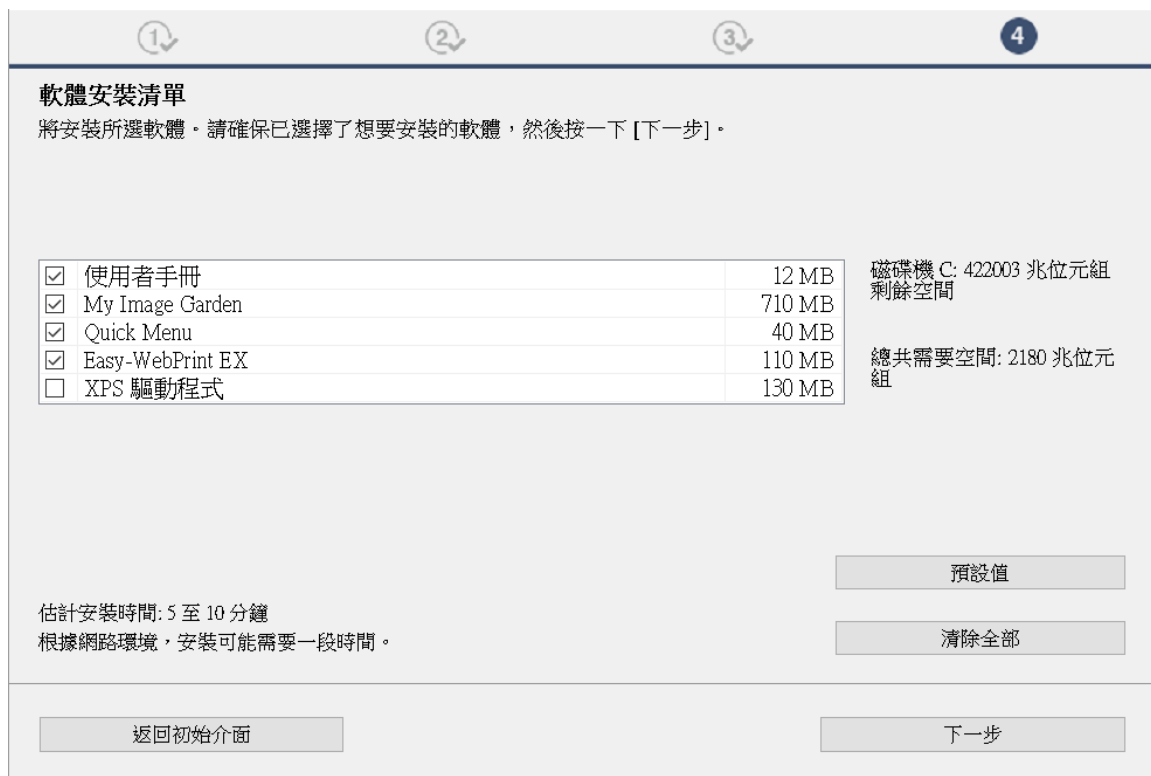 1 2 3 4
軟體安裝清單
將安裝所選軟體。請確保已選擇了想要安裝的軟體，然後按一下 [下一步]。
使用者手冊 12 MB
My Image Garden 710 MB
Quick Menu 40 MB
Easy-WebPrint EX 110 MB
XPS 驅動程式 130 MB
磁碟機 C: 422003 兆位元組
剩餘空間
總共需要空間: 2180 兆位元
組
預設值
估計安裝時間: 5 至 10 分鐘
根據網路環境，安裝可能需要一段時間。
清除全部
返回初始介面
下一步